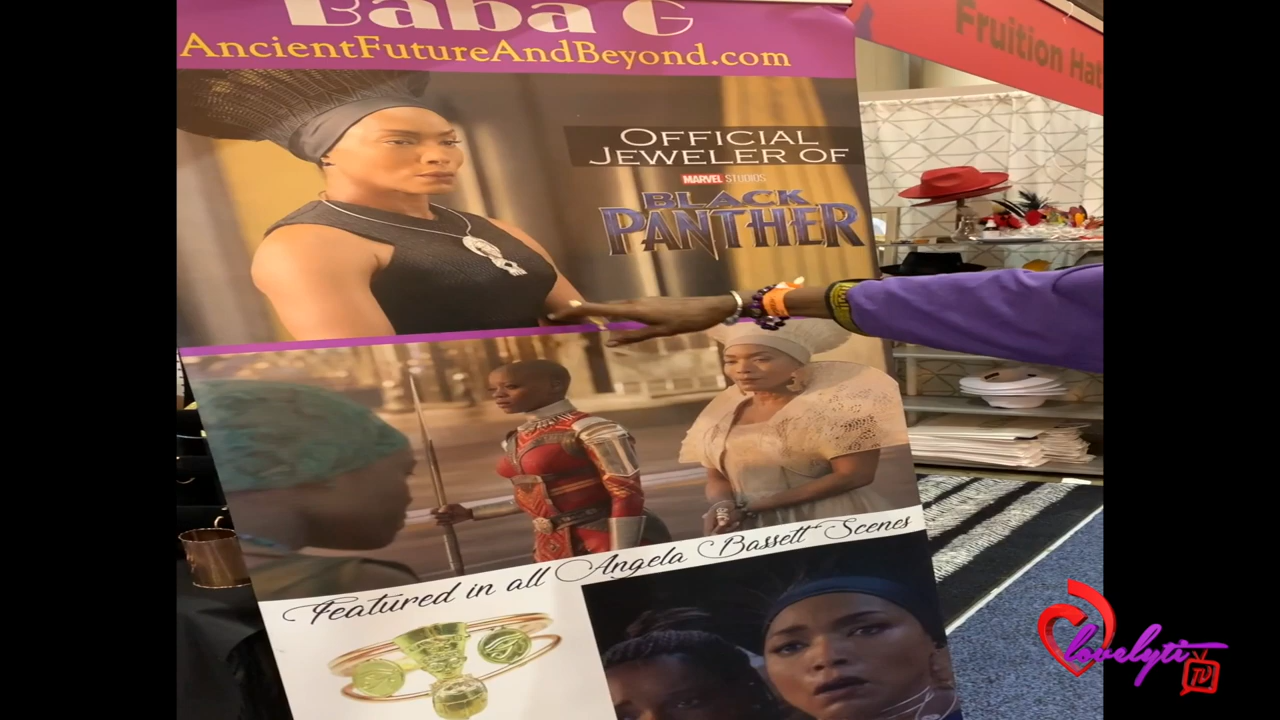 Baba G
AncientFutureAndBeyond.com
Fruition Hat
OFFICIAL
JEWELER OF
MARVEL STUDIOS
BLACK
PANTHER
Featured in all Angela Bassett Scenes
Lovelyti
TV